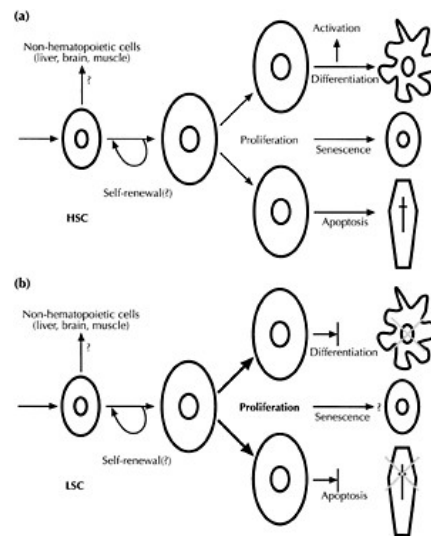 (a)
Non-hematopoietic cells
(liver, brain, muscle)
?
Activation
Differentiation
Proliferation
Senescence
Self-renewal(?)
HSC
Apoptosis
(b)
Non-hematopoietic cells
(liver, brain, muscle)
?
Differentiation
Proliferation
Senescence
?
Self-renewal(?)
LSC
Apoptosis